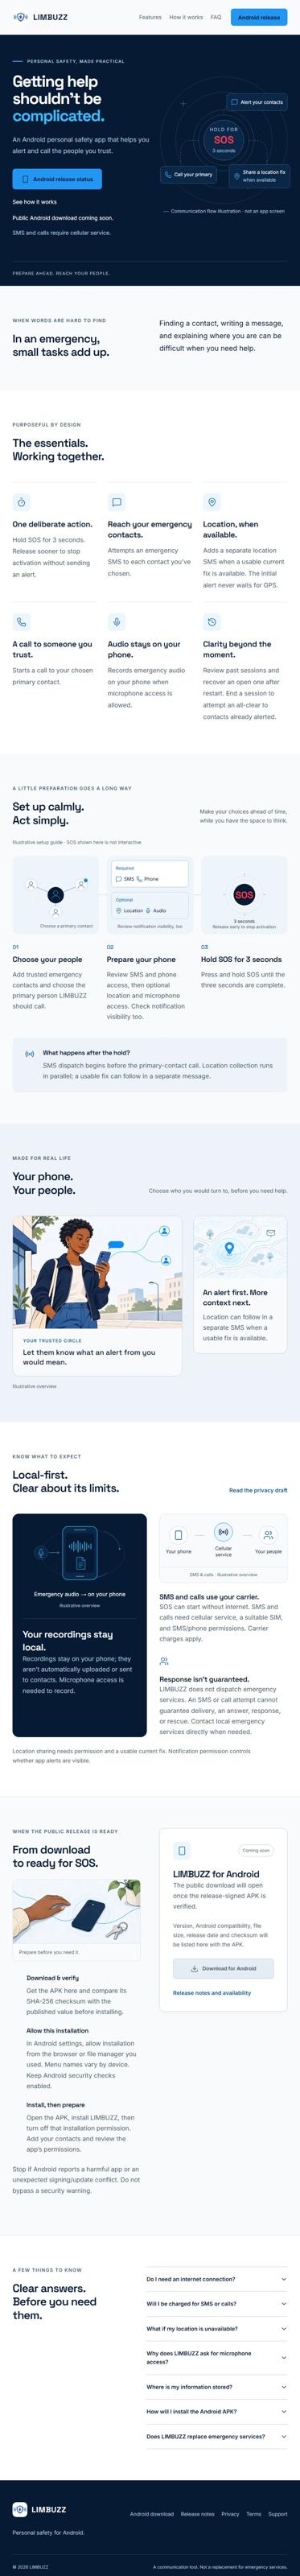 LIMBUZZ
Features How it works FAQ Android release
PERSONAL SAFETY, MADE PRACTICAL
Getting help
shouldn't be
complicated.
An Android personal safety app that helps you
alert and call the people you trust.
Android release status
See how it works
Public Android download coming soon.
SMS and calls require cellular service.
Alert your contacts
HOLD FOR
SOS
3 seconds
Call your primary
Share a location fix
when available
Communication flow illustration · not an app screen
PREPARE AHEAD. REACH YOUR PEOPLE.
WHEN WORDS ARE HARD TO FIND
In an emergency,
small tasks add up.
Finding a contact, writing a message,
and explaining where you are can be
difficult when you need help.
PURPOSEFUL BY DESIGN
The essentials.
Working together.
One deliberate action.
Hold SOS for 3 seconds.
Release sooner to stop
activation without sending
an alert.
Reach your emergency
contacts.
Attempts an emergency
SMS to each contact you've
chosen.
Location, when
available.
Adds a separate location
SMS when a usable current
fix is available. The initial
alert never waits for GPS.
A call to someone you
trust.
Starts a call to your chosen
primary contact.
Audio stays on your
phone.
Records emergency audio
on your phone when
microphone access is
allowed.
Clarity beyond the
moment.
Review past sessions and
recover an open one after
restart. End a session to
attempt an all-clear to
contacts already alerted.
A LITTLE PREPARATION GOES A LONG WAY
Set up calmly.
Act simply.
Make your choices ahead of time,
while you have the space to think.
Illustrative setup guide · SOS shown here is not interactive
Choose a primary contact
Required
SMS Phone
Optional
Location Audio
Review notification visibility, too
SOS
3 seconds
Release early to stop activation
01
Choose your people
Add trusted emergency
contacts and choose the
primary person LIMBUZZ
should call.
02
Prepare your phone
Review SMS and phone
access, then optional
location and microphone
access. Check notification
visibility too.
03
Hold SOS for 3 seconds
Press and hold SOS until the
three seconds are complete.
What happens after the hold?
SMS dispatch begins before the primary-contact call. Location collection runs
in parallel; a usable fix can follow in a separate message.
MADE FOR REAL LIFE
Your phone.
Your people.
Choose who you would turn to, before you need help.
YOUR TRUSTED CIRCLE
Let them know what an alert from you
would mean.
Illustrative overview
An alert first. More
context next.
Location can follow in a
separate SMS when a
usable fix is available.
KNOW WHAT TO EXPECT
Local-first.
Clear about its limits.
Read the privacy draft
Emergency audio → on your phone
Illustrative overview
Your recordings stay
local.
Recordings stay on your phone; they
aren't automatically uploaded or sent
to contacts. Microphone access is
needed to record.
Your phone
Cellular
service
Your people
SMS & calls · Illustrative overview
SMS and calls use your carrier.
SOS can start without internet. SMS and
calls need cellular service, a suitable SIM,
and SMS/phone permissions. Carrier
charges apply.
Response isn't guaranteed.
LIMBUZZ does not dispatch emergency
services. An SMS or call attempt cannot
guarantee delivery, an answer, response,
or rescue. Contact local emergency
services directly when needed.
Location sharing needs permission and a usable current fix. Notification permission controls
whether app alerts are visible.
WHEN THE PUBLIC RELEASE IS READY
From download
to ready for SOS.
Prepare before you need it.
Download & verify
Get the APK here and compare its
SHA-256 checksum with the
published value before installing.
Allow this installation
In Android settings, allow installation
from the browser or file manager you
used. Menu names vary by device.
Keep Android security checks
enabled.
Install, then prepare
Open the APK, install LIMBUZZ, then
turn off that installation permission.
Add your contacts and review the
app's permissions.
Stop if Android reports a harmful app or an
unexpected signing/update conflict. Do not
bypass a security warning.
Coming soon
LIMBUZZ for Android
The public download will open
once the release-signed APK is
verified.
Version, Android compatibility, file
size, release date and checksum will
be listed here with the APK.
Download for Android
Release notes and availability
A FEW THINGS TO KNOW
Clear answers.
Before you need
them.
Do I need an internet connection?
Will I be charged for SMS or calls?
What if my location is unavailable?
Why does LIMBUZZ ask for microphone
access?
Where is my information stored?
How will I install the Android APK?
Does LIMBUZZ replace emergency services?
LIMBUZZ
Android download Release notes Privacy Terms Support
Personal safety for Android.
© 2026 LIMBUZZ
A communication tool. Not a replacement for emergency services.